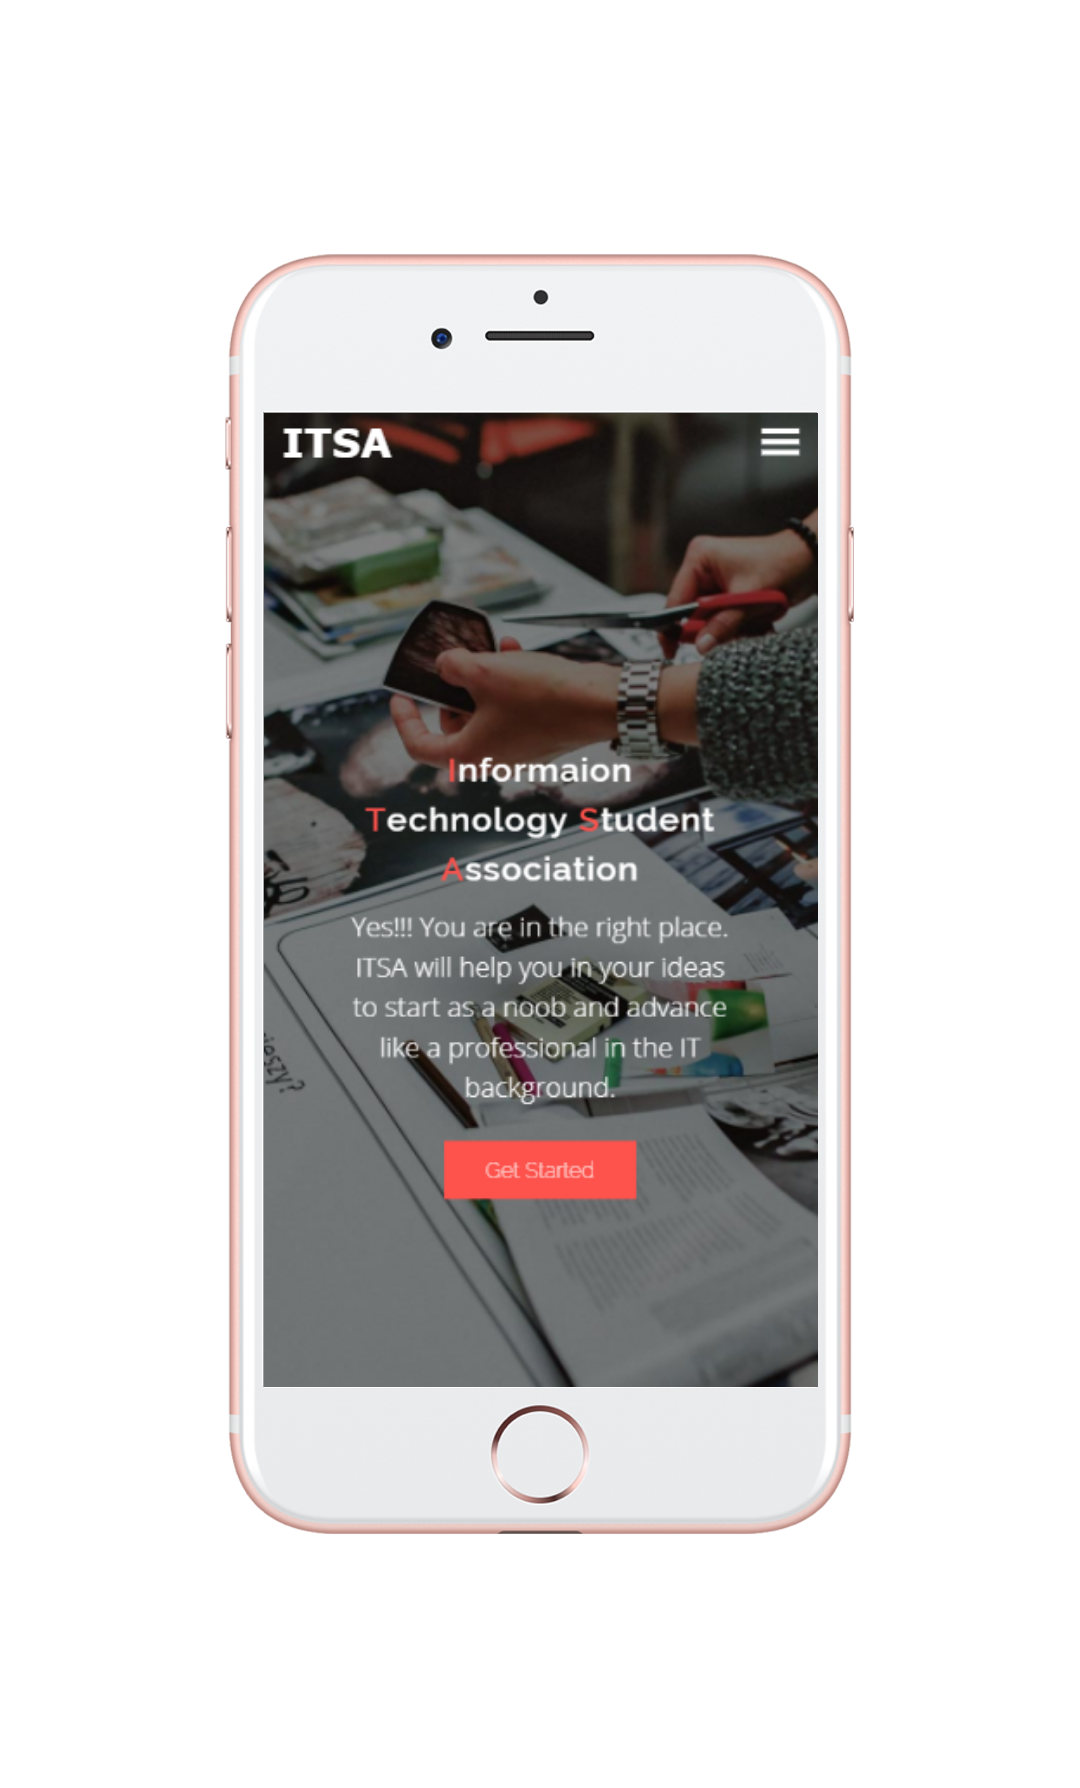 ITSA
Informaion
Technology Student
Association
Yes!!! You are in the right place.
ITSA will help you in your ideas
to start as a noob and advance
like a professional in the IT
background.
Get Started